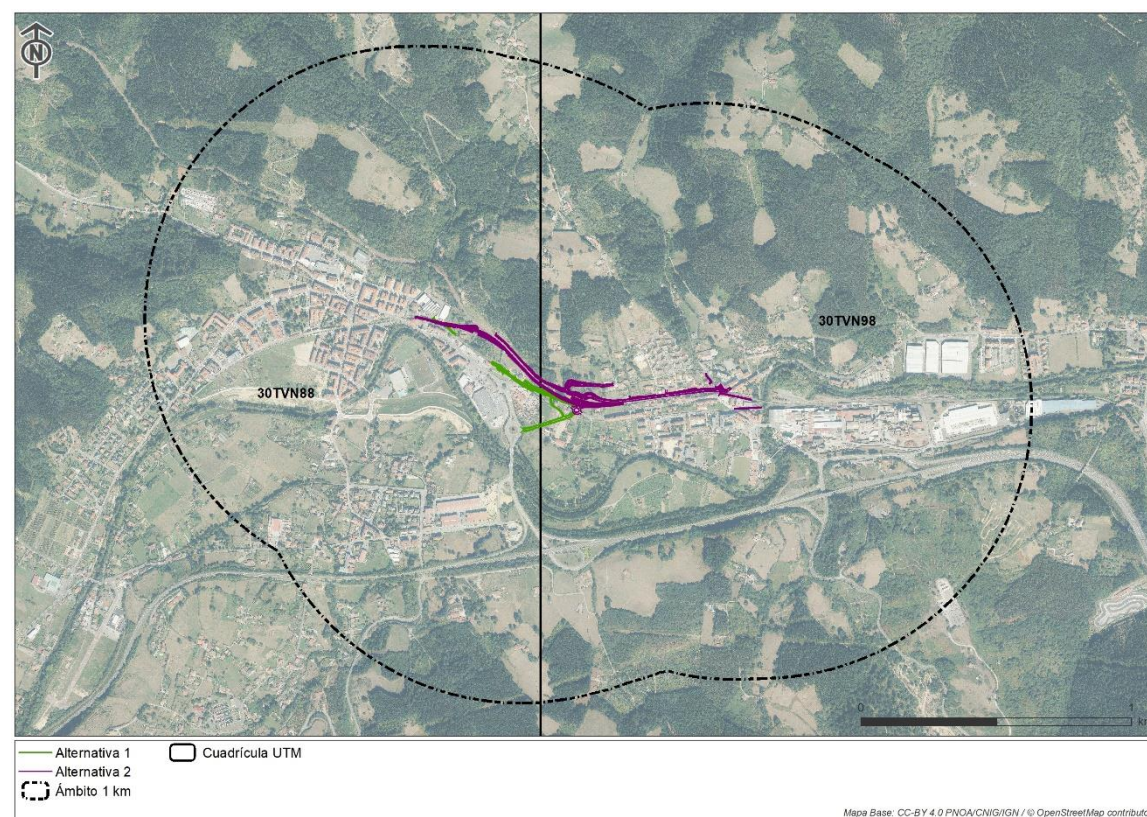 N
30TVN98
30TVN88
0 1
Alternativa 1
Cuadrícula UTM
Alternativa 2
Ámbito 1 km
Mapa Base: CC-BY 4.0 PNOA/CNIG/IGN / © OpenStreetMap contributo